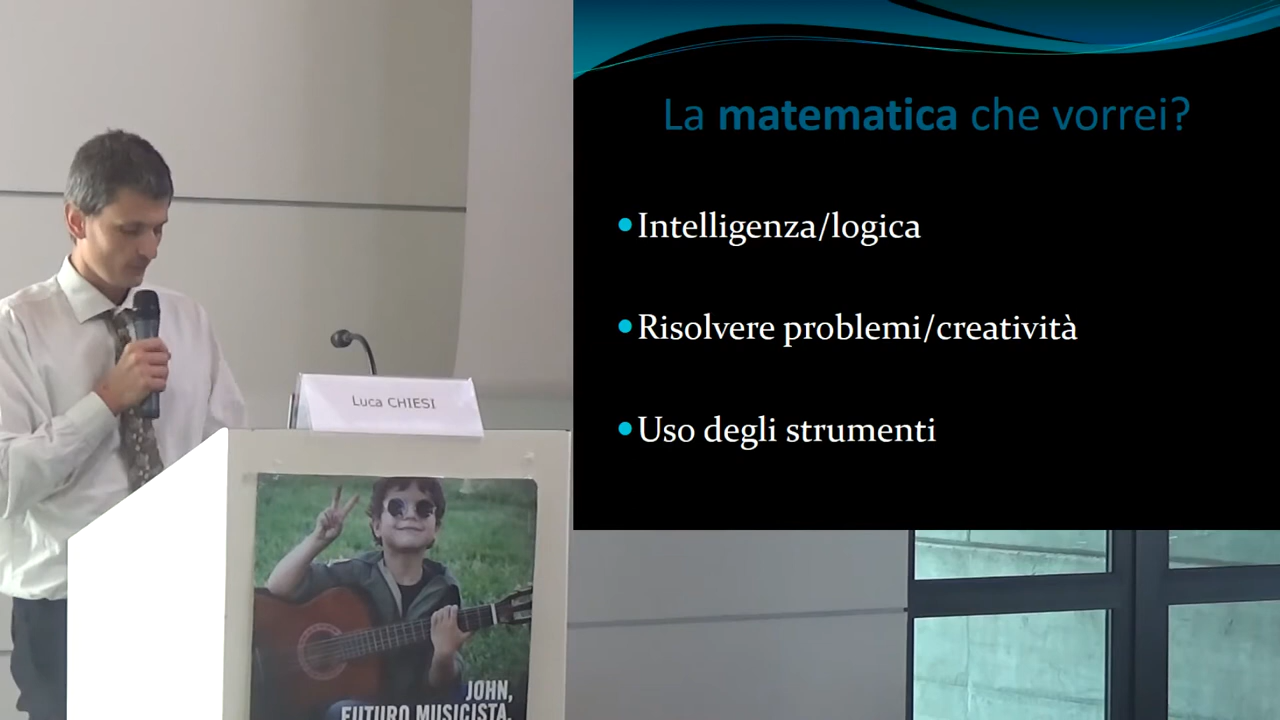 La matematica che vorrei?
Intelligenza/logica
Risolvere problemi/creatività
Uso degli strumenti
Luca CHIESI
JOHN,
FUTURO MUSICISTA.